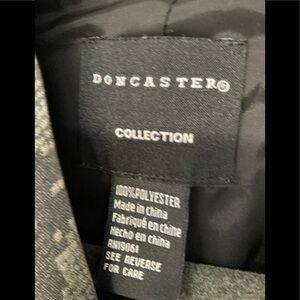 DONCASTER®
COLLECTION
100%POLYESTER
Made in China
Fabriqué en Chine
Hecho en China
RN19061
SEE REVERSE
FOR CARE